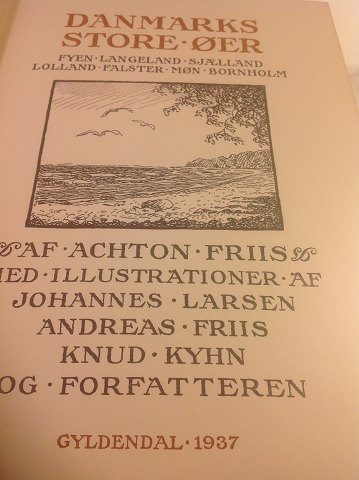 DANMARKS
STORE·ØER
FYEN·LANGELAND·SJÆLLAND
LOLLAND·FALSTER·MØN·BORNHOLM
AF·ACHTON·FRIIS
MED·ILLUSTRATIONER·AF
JOHANNES·LARSEN
ANDREAS·FRIIS
KNUD·KYHN
OG·FORFATTEREN
GYLDENDAL·1937